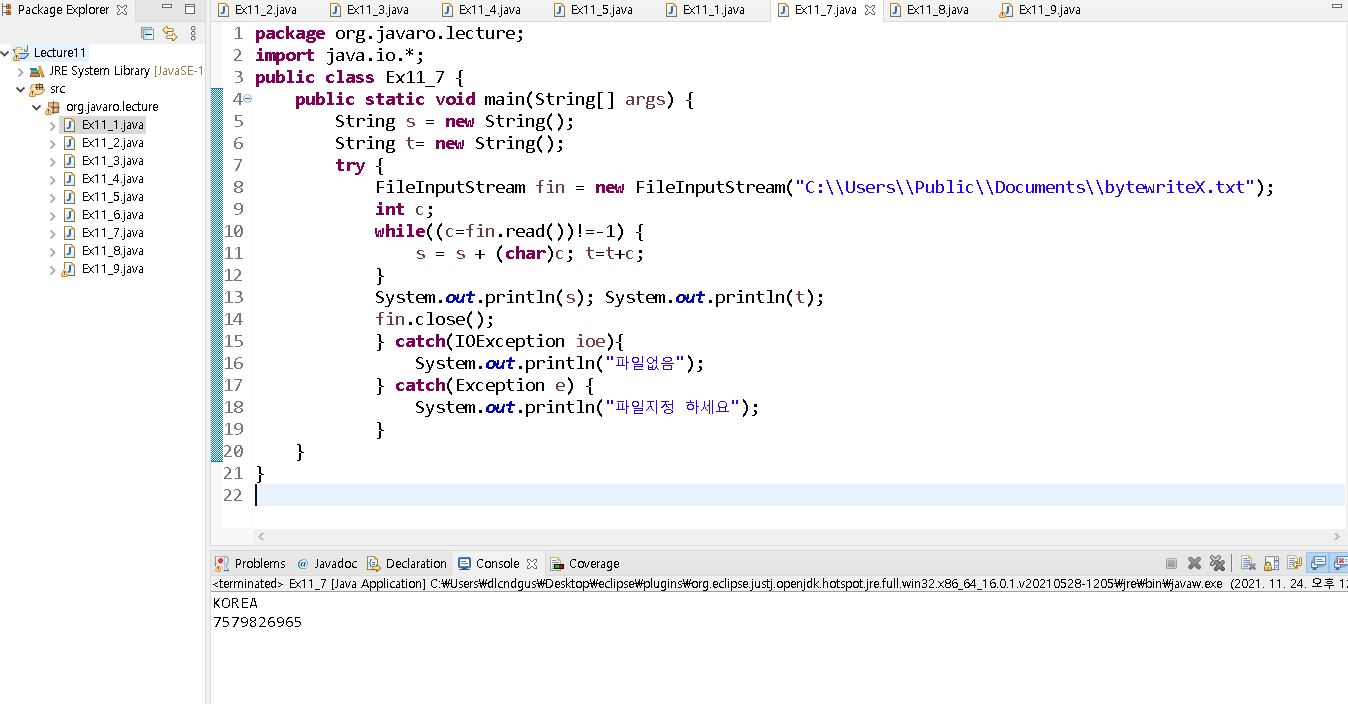 Package Explorer
Lecture11
JRE System Library [JavaSE-1
src
org.javaro.lecture
Ex11_1.java
Ex11_2.java
Ex11_3.java
Ex11_4.java
Ex11_5.java
Ex11_6.java
Ex11_7.java
Ex11_8.java
Ex11_9.java
Ex11_2.java Ex11_3.java Ex11_4.java Ex11_5.java Ex11_1.java Ex11_7.java Ex11_8.java Ex11_9.java
1 package org.javaro.lecture;
2 import java.io.*;
3 public class Ex11_7 {
4 public static void main(String[] args) {
5 String s = new String();
6 String t= new String();
7 try {
8 FileInputStream fin = new FileInputStream("C:\\Users\\Public\\Documents\\bytewriteX.txt");
9 int c;
10 while((c=fin.read())!=-1) {
11 s = s + (char)c; t=t+c;
12 }
13 System.out.println(s); System.out.println(t);
14 fin.close();
15 } catch(IOException ioe){
16 System.out.println("파일없음");
17 } catch(Exception e) {
18 System.out.println("파일지정 하세요");
19 }
20 }
21 }
22
Problems @ Javadoc Declaration Console Coverage
<terminated> Ex11_7 [Java Application] C:₩Users₩dlcndgus₩Desktop₩eclipse₩plugins₩org.eclipse.justj.openjdk.hotspot.jre.full.win32.x86_64_16.0.1.v20210528-1205₩jre₩bin₩javaw.exe (2021. 11. 24. 오후 1
KOREA
7579826965